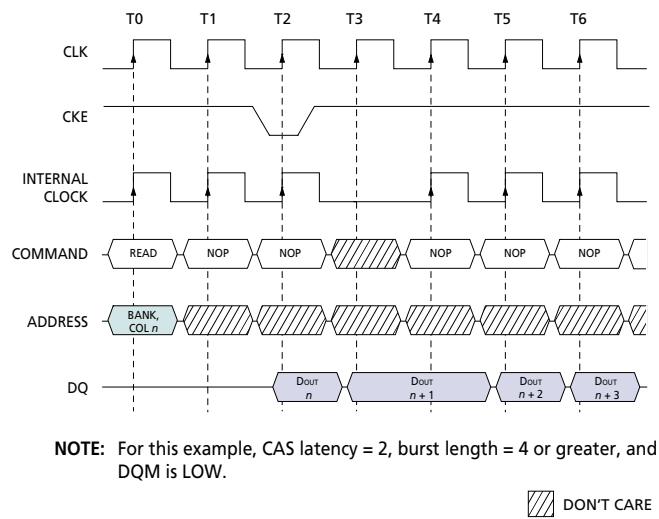 T0 T1 T2 T3 T4 T5 T6
CLK
CKE
INTERNAL
CLOCK
COMMAND READ NOP NOP NOP NOP NOP
ADDRESS BANK,
COL n
DQ DOUT DOUT DOUT DOUT
n n + 1 n + 2 n + 3
NOTE: For this example, CAS latency = 2, burst length = 4 or greater, and
DQM is LOW.
DON'T CARE